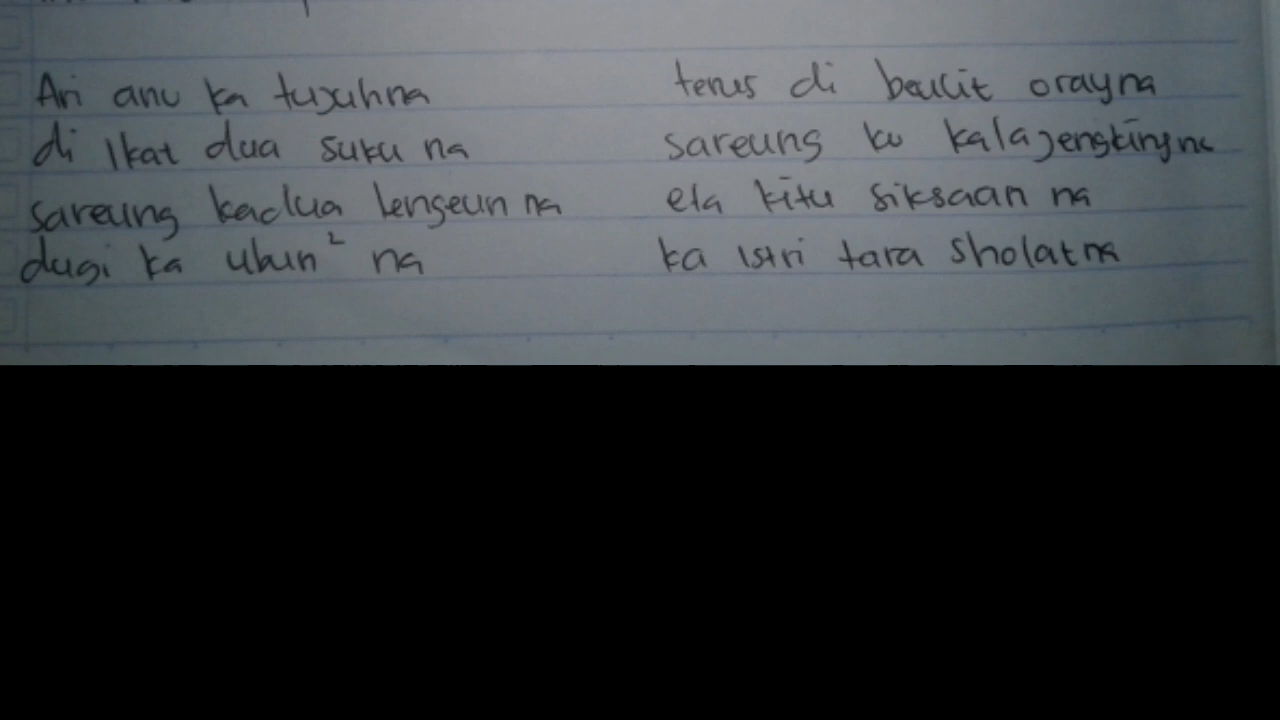 Ari anu ka tujuhna
di Ikat dua suku na
sareung kadua lengeun na
dugi ka ubun² na
terus di beulit orayna
sareung ku kalajengkingna
eta kitu siksaan na
ka istri tara sholatna